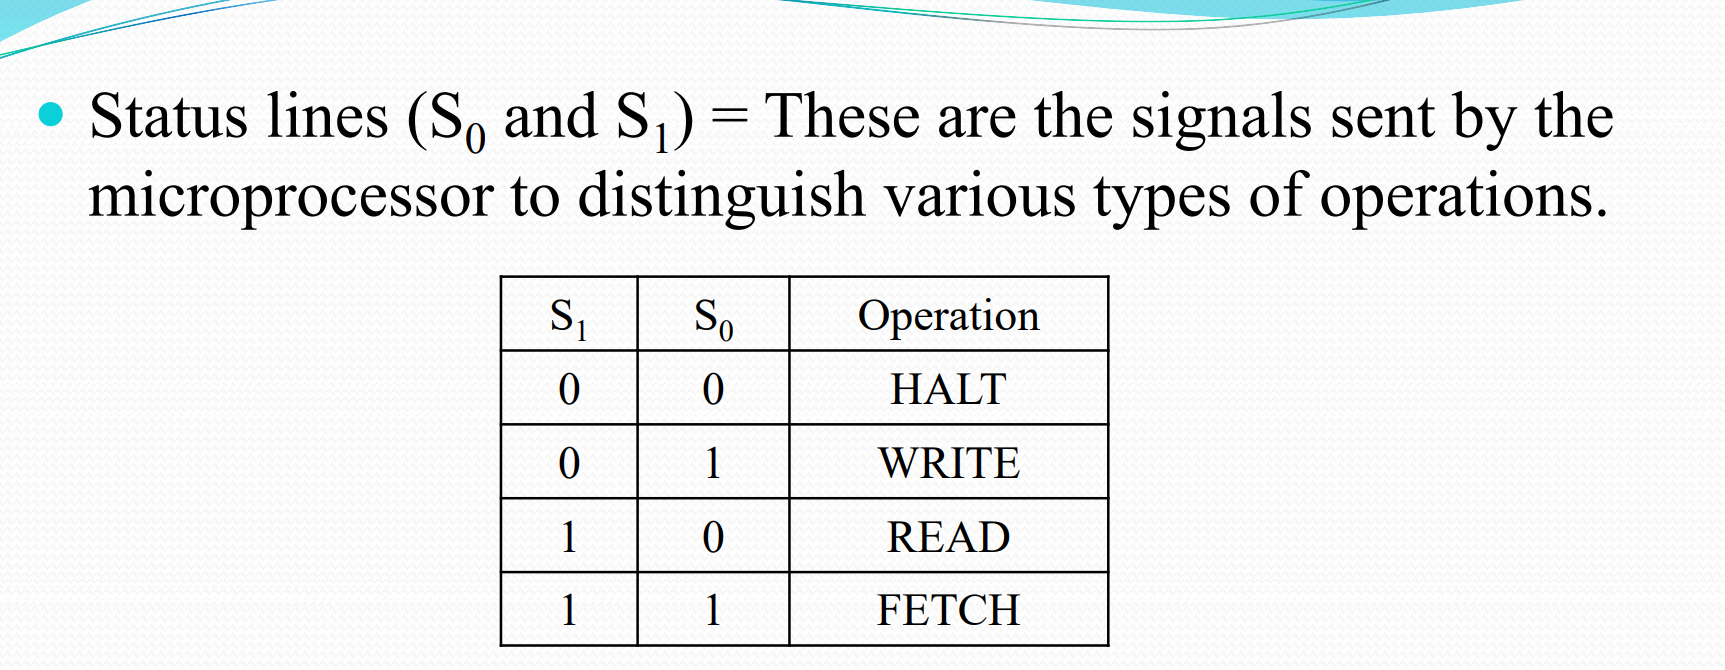 Status lines (S₀ and S₁) = These are the signals sent by the
microprocessor to distinguish various types of operations.
S₁ S₀ Operation
0 0 HALT
0 1 WRITE
1 0 READ
1 1 FETCH